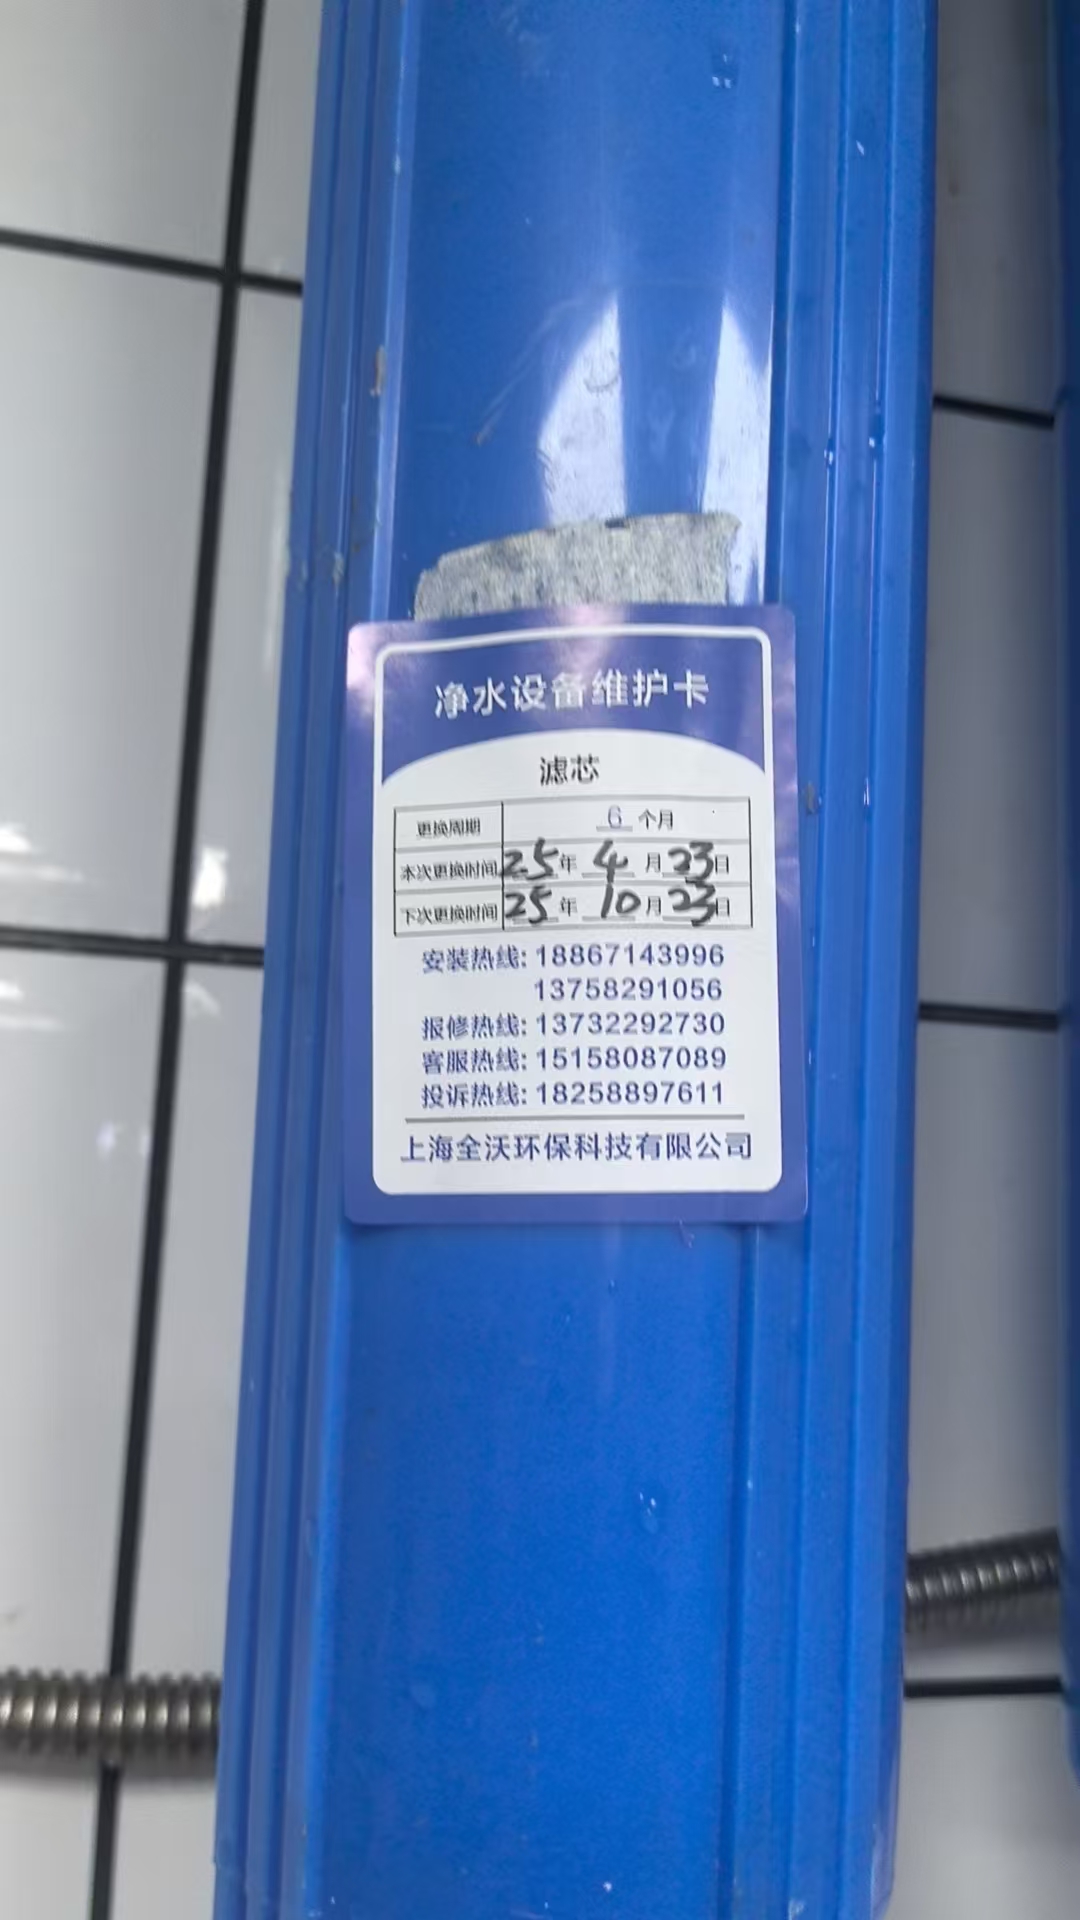 净水设备维护卡
滤芯
更换周期 6 个月
本次更换时间 25 年 4 月 23 日
下次更换时间 25 年 10 月 23 日
安装热线: 18867143996
13758291056
报修热线: 13732292730
客服热线: 15158087089
投诉热线: 18258897611
上海全沃环保科技有限公司